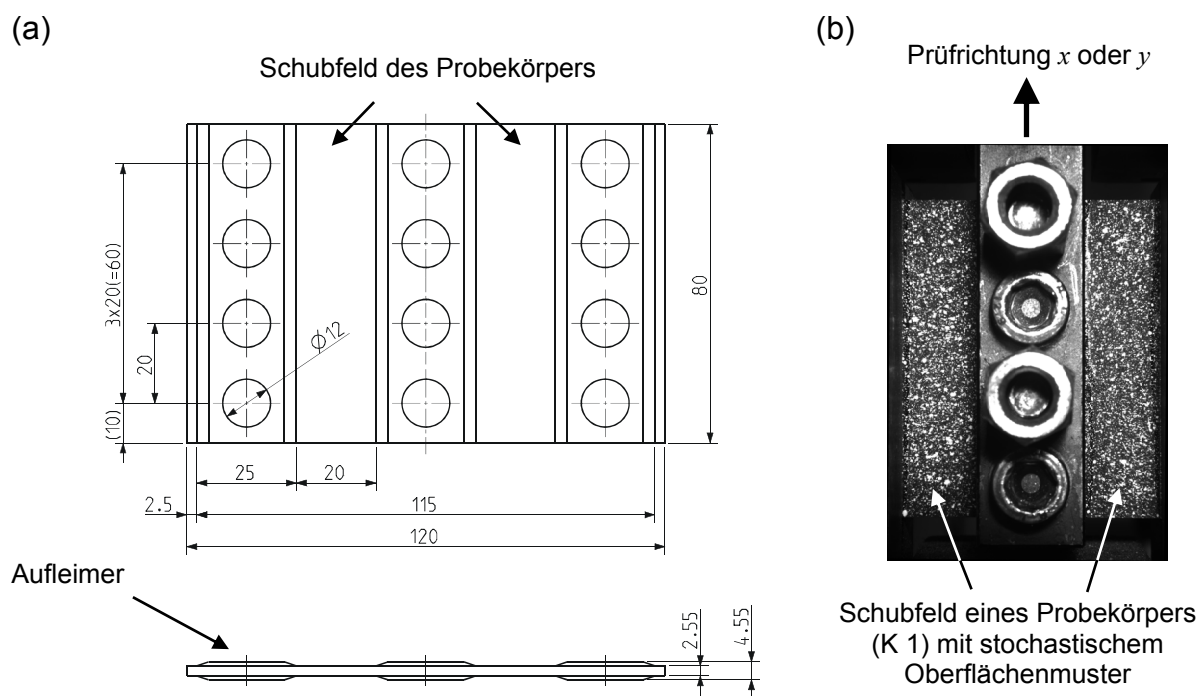 (a)
Schubfeld des Probekörpers
3x20(=60)
20
(10)
Ø12
80
25
20
2.5
115
120
Aufleimer
2.55
4.55
(b)
Prüfrichtung x oder y
Schubfeld eines Probekörpers
(K 1) mit stochastischem
Oberflächenmuster